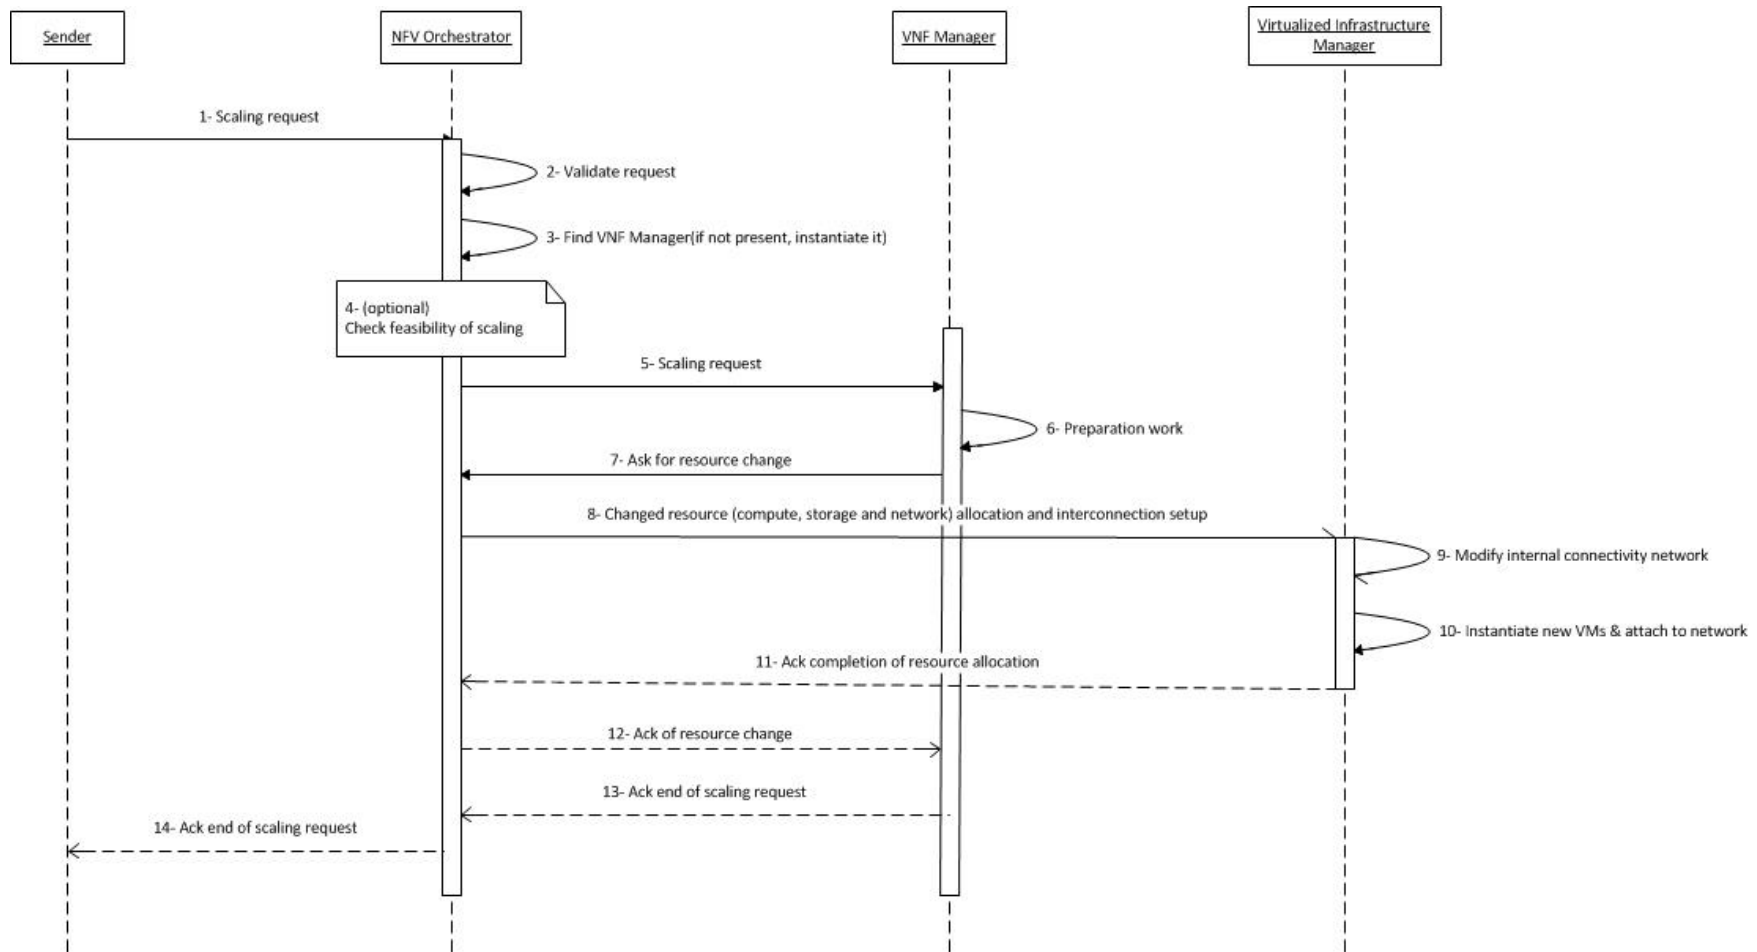 Sender
NFV Orchestrator
VNF Manager
Virtualized Infrastructure
Manager
1- Scaling request
2- Validate request
3- Find VNF Manager(if not present, instantiate it)
4- (optional)
Check feasibility of scaling
5- Scaling request
6- Preparation work
7- Ask for resource change
8- Changed resource (compute, storage and network) allocation and interconnection setup
9- Modify internal connectivity network
10- Instantiate new VMs & attach to network
11- Ack completion of resource allocation
12- Ack of resource change
13- Ack end of scaling request
14- Ack end of scaling request